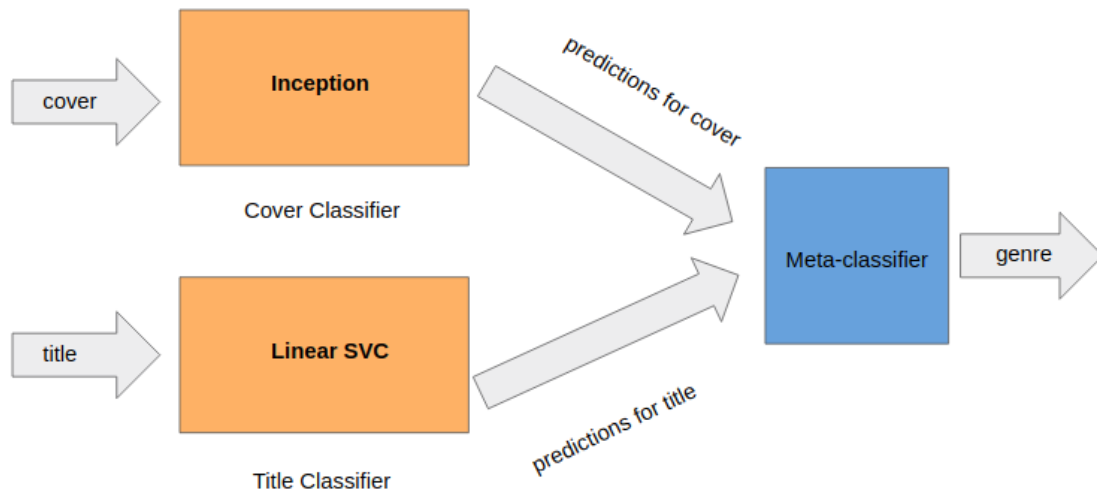 cover
Inception
Cover Classifier
predictions for cover
title
Linear SVC
Title Classifier
predictions for title
Meta-classifier
genre